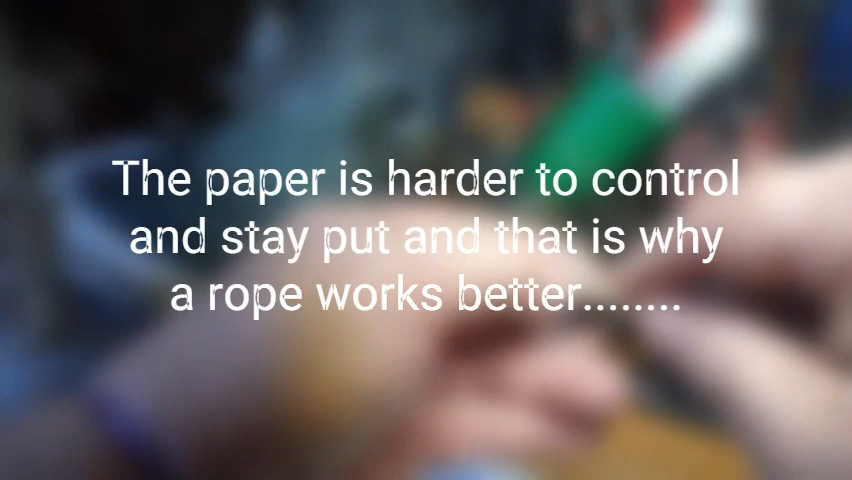 The paper is harder to control
and stay put and that is why
a rope works better........